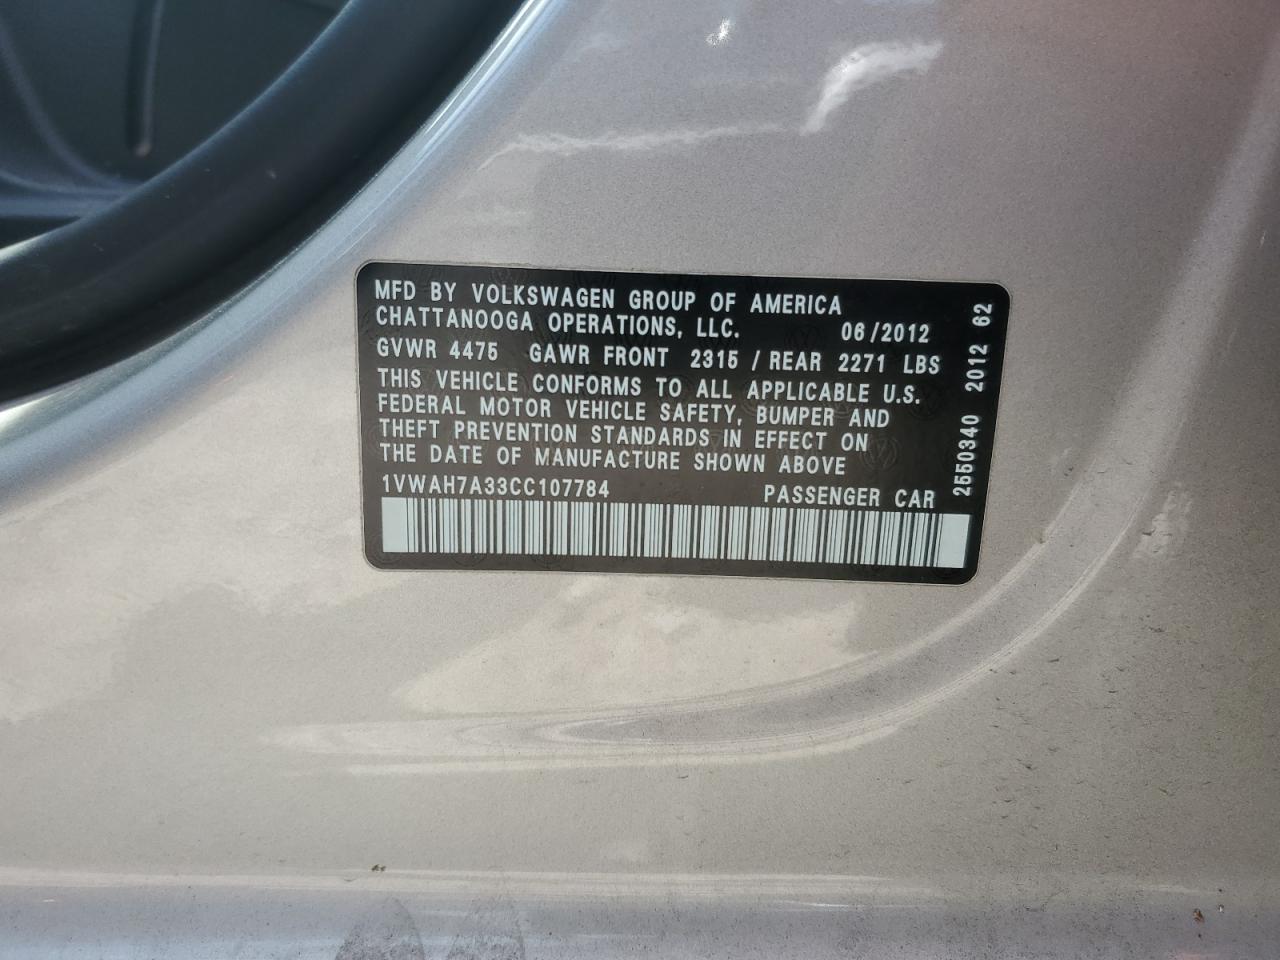 MFD BY VOLKSWAGEN GROUP OF AMERICA
CHATTANOOGA OPERATIONS, LLC. 06/2012
GVWR 4475 GAWR FRONT 2315 / REAR 2271 LBS
THIS VEHICLE CONFORMS TO ALL APPLICABLE U.S.
FEDERAL MOTOR VEHICLE SAFETY, BUMPER AND
THEFT PREVENTION STANDARDS IN EFFECT ON
THE DATE OF MANUFACTURE SHOWN ABOVE
1VWAH7A33CC107784 PASSENGER CAR
2550340 2012 62